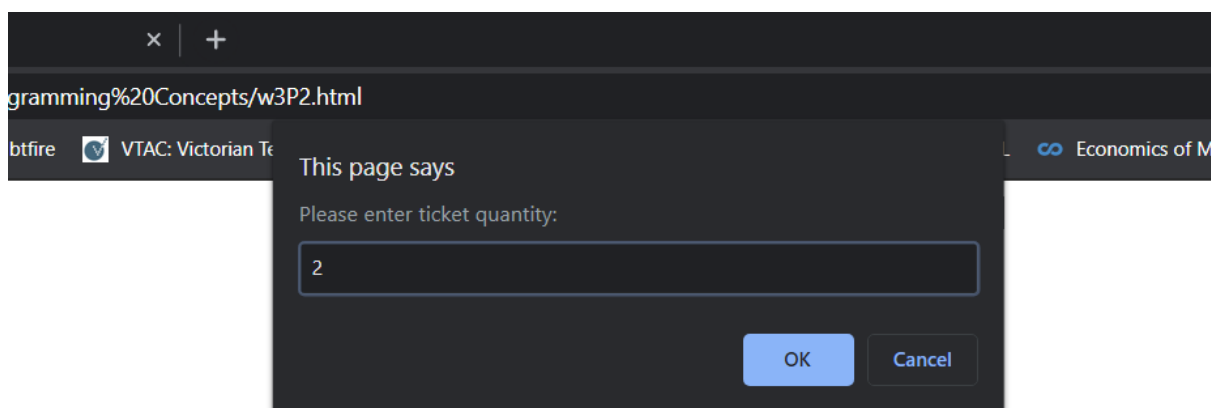 × +
gramming%20Concepts/w3P2.html
btfire VTAC: Victorian Te Economics of M
This page says
Please enter ticket quantity:
2
OK Cancel